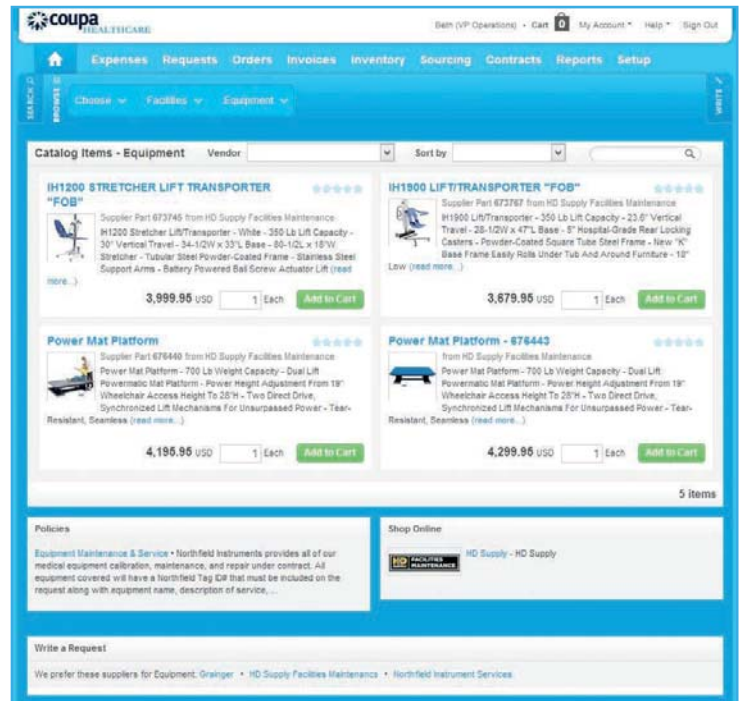 coupa
HEALTHCARE
Beth (VP Operations) • Cart 0 My Account Help Sign Out
Expenses Requests Orders Invoices Inventory Sourcing Contracts Reports Setup
SEARCH
BROWSE
Choose Facilities Equipment
WRITE
Catalog Items - Equipment Vendor Sort by
IH1200 STRETCHER LIFT TRANSPORTER
"FOB"
Supplier Part 673745 from HD Supply Facilities Maintenance
IH1200 Stretcher Lift/Transporter - White - 350 Lb Lift Capacity -
30" Vertical Travel - 34-1/2W x 33"L Base - 80-1/2L x 18"W
Stretcher - Tubular Steel Powder-Coated Frame - Stainless Steel
Support Arms - Battery Powered Ball Screw Actuator Lift (read
more...)
3,999.95 USD 1 Each Add to Cart
IH1900 LIFT/TRANSPORTER "FOB"
Supplier Part 673767 from HD Supply Facilities Maintenance
IH1900 Lift/Transporter - 350 Lb Lift Capacity - 23.6" Vertical
Travel - 28-1/2W x 47"L Base - 5" Hospital-Grade Rear Locking
Casters - Powder-Coated Square Tube Steel Frame - New "K"
Base Frame Easily Rolls Under Tub And Around Furniture - 10"
Low (read more...)
3,679.95 USD 1 Each Add to Cart
Power Mat Platform
Supplier Part 676440 from HD Supply Facilities Maintenance
Power Mat Platform - 700 Lb Weight Capacity - Dual Lift
Powermatic Mat Platform - Power Height Adjustment From 19"
Wheelchair Access Height To 28"H - Two Direct Drive,
Synchronized Lift Mechanisms For Unsurpassed Power - Tear-
Resistant, Seamless (read more...)
4,195.95 USD 1 Each Add to Cart
Power Mat Platform - 676443
from HD Supply Facilities Maintenance
Power Mat Platform - 700 Lb Weight Capacity - Dual Lift
Powermatic Mat Platform - Power Height Adjustment From 19"
Wheelchair Access Height To 28"H - Two Direct Drive,
Synchronized Lift Mechanisms For Unsurpassed Power - Tear-
Resistant, Seamless (read more...)
4,299.95 USD 1 Each Add to Cart
5 items
Policies
Equipment Maintenance & Service • Northfield Instruments provides all of our
medical equipment calibration, maintenance, and repair under contract. All
equipment covered will have a Northfield Tag ID# that must be included on the
request along with equipment name, description of service, ...
Shop Online
HD FACILITIES
MAINTENANCE
HD Supply - HD Supply
Write a Request
We prefer these suppliers for Equipment: Grainger • HD Supply Facilities Maintenance • Northfield Instrument Services